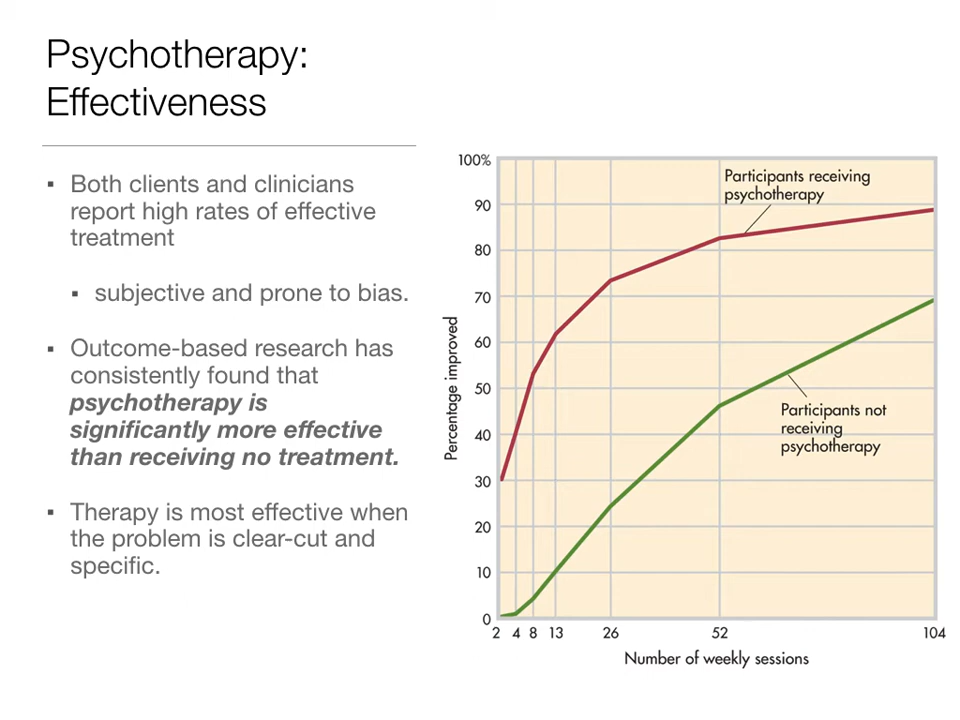 Psychotherapy:
Effectiveness
▪ Both clients and clinicians
report high rates of effective
treatment
▪ subjective and prone to bias.
▪ Outcome-based research has
consistently found that
psychotherapy is
significantly more effective
than receiving no treatment.
▪ Therapy is most effective when
the problem is clear-cut and
specific.
Percentage improved
100%
90
80
70
60
50
40
30
20
10
0
Participants receiving
psychotherapy
Participants not
receiving
psychotherapy
2 4 8 13 26 52 104
Number of weekly sessions